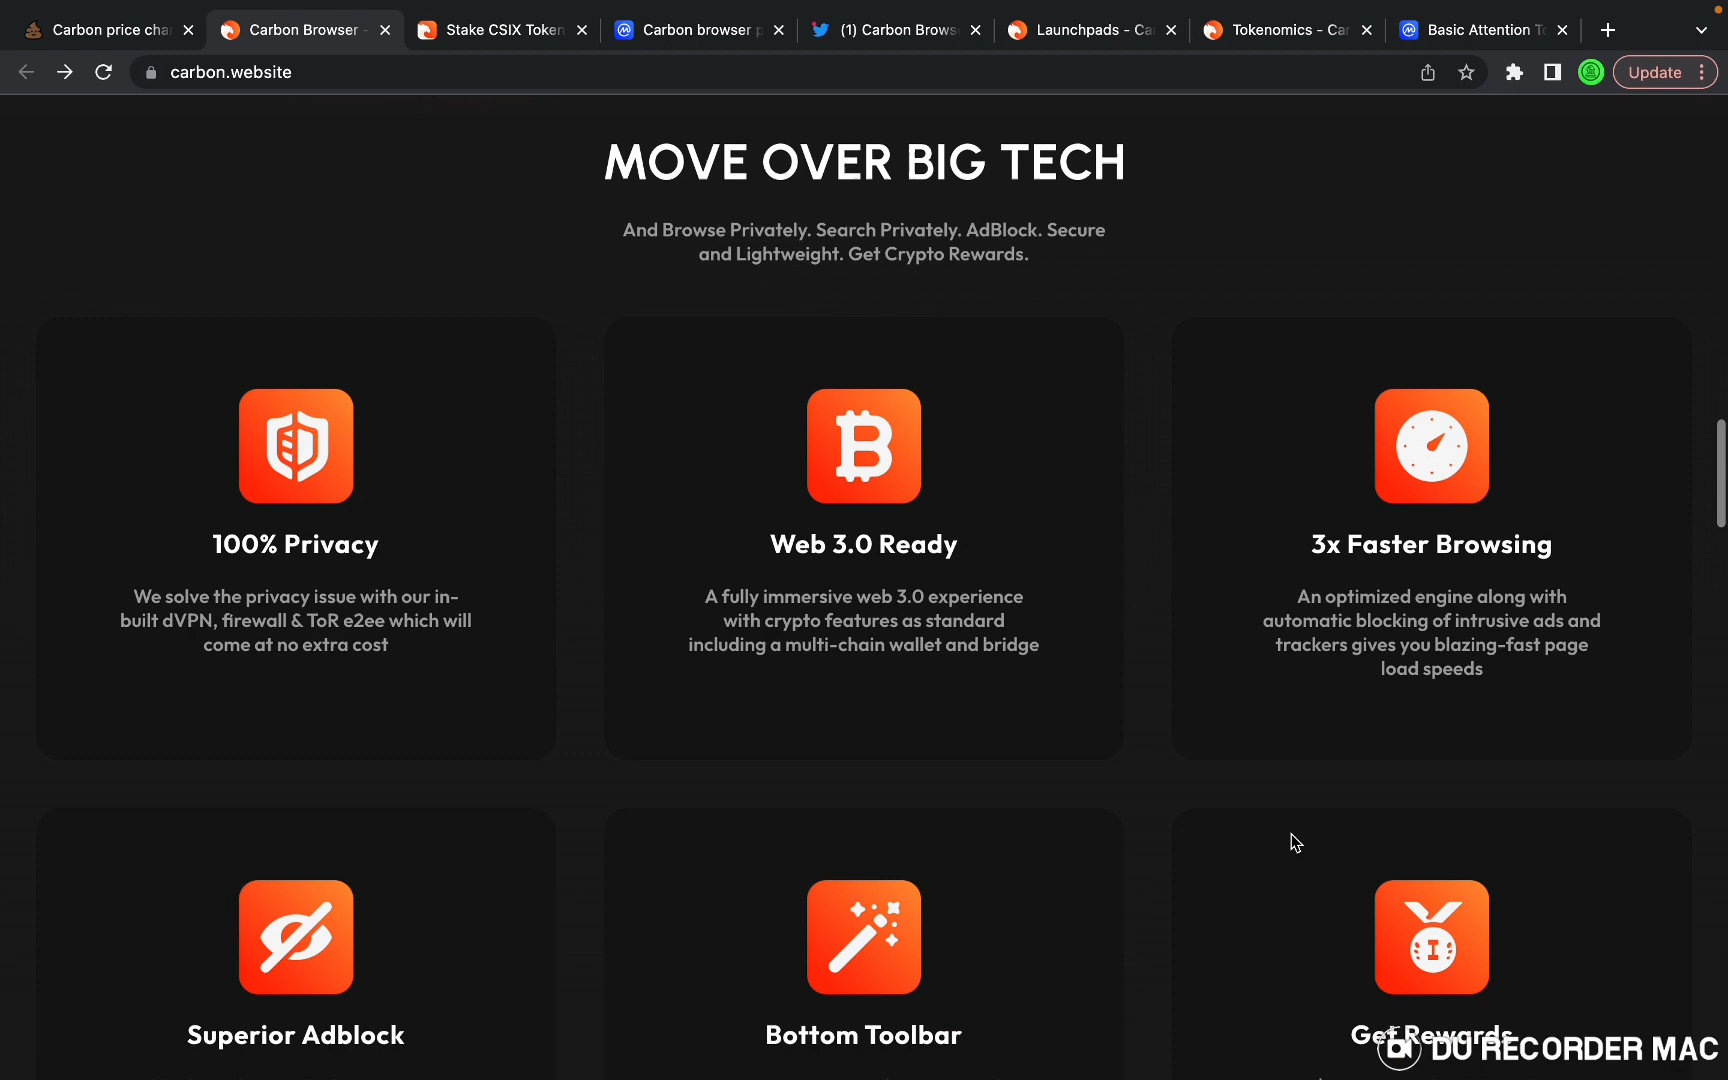 Carbon price cha
Carbon Browser -
Stake CSIX Token
Carbon browser p
(1) Carbon Brows
Launchpads - Ca
Tokenomics - Car
Basic Attention To
carbon.website
Update
MOVE OVER BIG TECH
And Browse Privately. Search Privately. AdBlock. Secure
and Lightweight. Get Crypto Rewards.
100% Privacy
We solve the privacy issue with our in-
built dVPN, firewall & ToR e2ee which will
come at no extra cost
Web 3.0 Ready
A fully immersive web 3.0 experience
with crypto features as standard
including a multi-chain wallet and bridge
3x Faster Browsing
An optimized engine along with
automatic blocking of intrusive ads and
trackers gives you blazing-fast page
load speeds
Superior Adblock
Bottom Toolbar
Get Rewards
DU RECORDER MAC